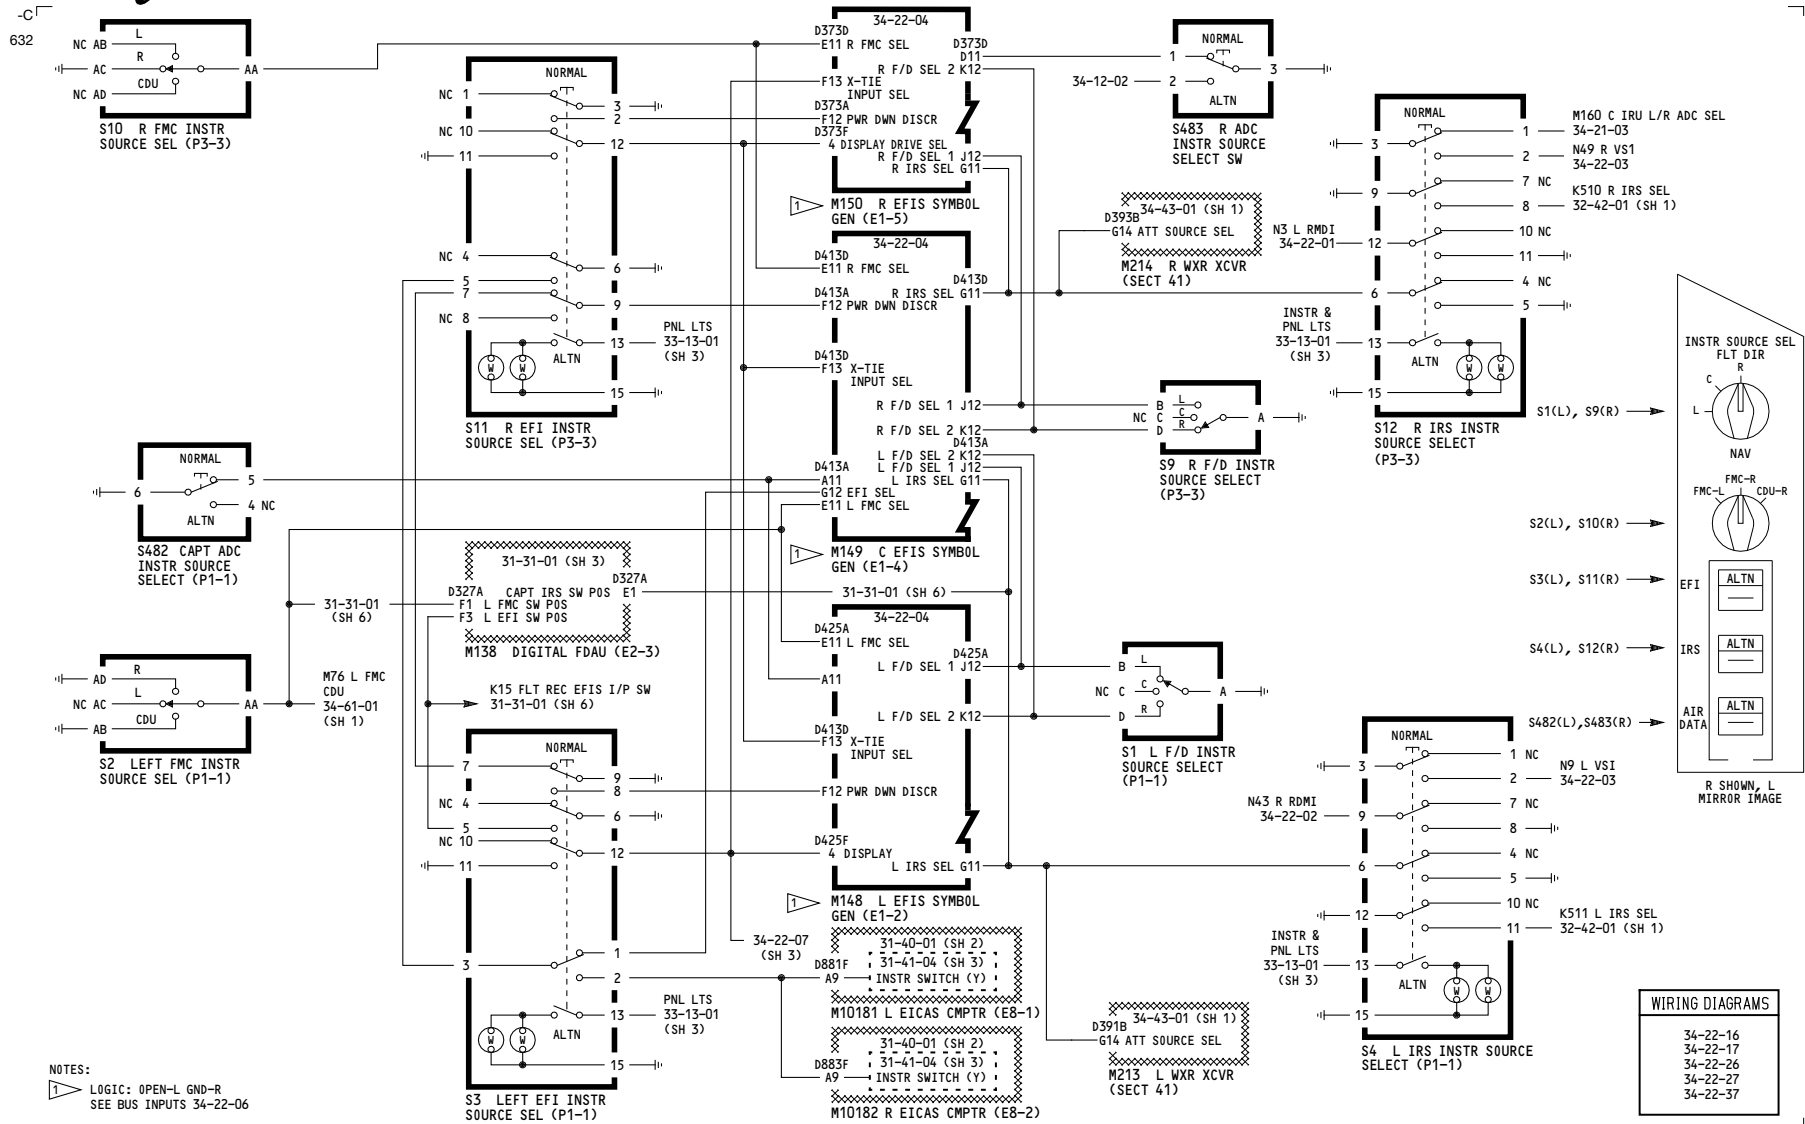 -C
632
L
NC AB
R
AC
AA
CDU
NC AD
S10 R FMC INSTR
SOURCE SEL (P3-3)
NORMAL
NC 1
3
2
NC 10
12
11
NC 4
6
5
7
9
NC 8
13
ALTN
W W
15
PNL LTS
33-13-01
(SH 3)
S11 R EFI INSTR
SOURCE SEL (P3-3)
34-22-04
D373D
E11 R FMC SEL
D373D
D11
R F/D SEL 2 K12
F13 X-TIE
INPUT SEL
D373A
F12 PWR DWN DISCR
D373F
4 DISPLAY DRIVE SEL
R F/D SEL 1 J12
R IRS SEL G11
1
M150 R EFIS SYMBOL
GEN (E1-5)
NORMAL
1
3
34-12-02
2
ALTN
S483 R ADC
INSTR SOURCE
SELECT SW
34-43-01 (SH 1)
D393B
G14 ATT SOURCE SEL
M214 R WXR XCVR
(SECT 41)
NORMAL
3
1
M160 C IRU L/R ADC SEL
34-21-03
2
N49 R VS1
34-22-03
9
7 NC
8
K510 R IRS SEL
32-42-01 (SH 1)
N3 L RMDI
34-22-01
12
10 NC
11
6
4 NC
5
INSTR &
PNL LTS
33-13-01
(SH 3)
13
ALTN
W W
15
S12 R IRS INSTR
SOURCE SELECT
(P3-3)
34-22-04
D413D
E11 R FMC SEL
D413D
R IRS SEL G11
D413A
F12 PWR DWN DISCR
D413D
F13 X-TIE
INPUT SEL
R F/D SEL 1 J12
R F/D SEL 2 K12
D413A
L F/D SEL 2 K12
L F/D SEL 1 J12
L IRS SEL G11
D413A
A11
G12 EFI SEL
E11 L FMC SEL
1
M149 C EFIS SYMBOL
GEN (E1-4)
B
L
NC C
C
A
D
R
S9 R F/D INSTR
SOURCE SELECT
(P3-3)
NORMAL
5
6
4 NC
ALTN
S482 CAPT ADC
INSTR SOURCE
SELECT (P1-1)
31-31-01 (SH 3)
D327A
D327A
CAPT IRS SW POS E1
F1 L FMC SW POS
F3 L EFI SW POS
M138 DIGITAL FDAU (E2-3)
31-31-01
(SH 6)
31-31-01 (SH 6)
AD
R
L
NC AC
AA
CDU
AB
S2 LEFT FMC INSTR
SOURCE SEL (P1-1)
M76 L FMC
CDU
34-61-01
(SH 1)
K15 FLT REC EFIS I/P SW
31-31-01 (SH 6)
34-22-04
D425A
E11 L FMC SEL
D425A
L F/D SEL 1 J12
A11
L F/D SEL 2 K12
D413D
F13 X-TIE
INPUT SEL
F12 PWR DWN DISCR
D425F
4 DISPLAY
L IRS SEL G11
1
M148 L EFIS SYMBOL
GEN (E1-2)
B
L
NC C
C
A
D
R
S1 L F/D INSTR
SOURCE SELECT
(P1-1)
NORMAL
7
9
8
NC 4
6
5
NC 10
12
11
3
1
2
13
ALTN
W W
15
PNL LTS
33-13-01
(SH 3)
S3 LEFT EFI INSTR
SOURCE SEL (P1-1)
34-22-07
(SH 3)
31-40-01 (SH 2)
31-41-04 (SH 3)
D881F
A9
INSTR SWITCH (Y)
M10181 L EICAS CMPTR (E8-1)
31-40-01 (SH 2)
31-41-04 (SH 3)
D883F
A9
INSTR SWITCH (Y)
M10182 R EICAS CMPTR (E8-2)
34-43-01 (SH 1)
D391B
G14 ATT SOURCE SEL
M213 L WXR XCVR
(SECT 41)
NORMAL
3
1 NC
2
N9 L VSI
34-22-03
N43 R RDMI
34-22-02
9
7 NC
8
6
4 NC
5
12
10 NC
11
K511 L IRS SEL
32-42-01 (SH 1)
INSTR &
PNL LTS
33-13-01
(SH 3)
13
ALTN
W W
15
S4 L IRS INSTR SOURCE
SELECT (P1-1)
INSTR SOURCE SEL
FLT DIR
R
C
L
NAV
S1(L), S9(R)
FMC-R
FMC-L
CDU-R
S2(L), S10(R)
S3(L), S11(R)
EFI
ALTN
S4(L), S12(R)
IRS
ALTN
S482(L),S483(R)
AIR
DATA
ALTN
R SHOWN, L
MIRROR IMAGE
WIRING DIAGRAMS
34-22-16
34-22-17
34-22-26
34-22-27
34-22-37
NOTES:
1
LOGIC: OPEN-L GND-R
SEE BUS INPUTS 34-22-06